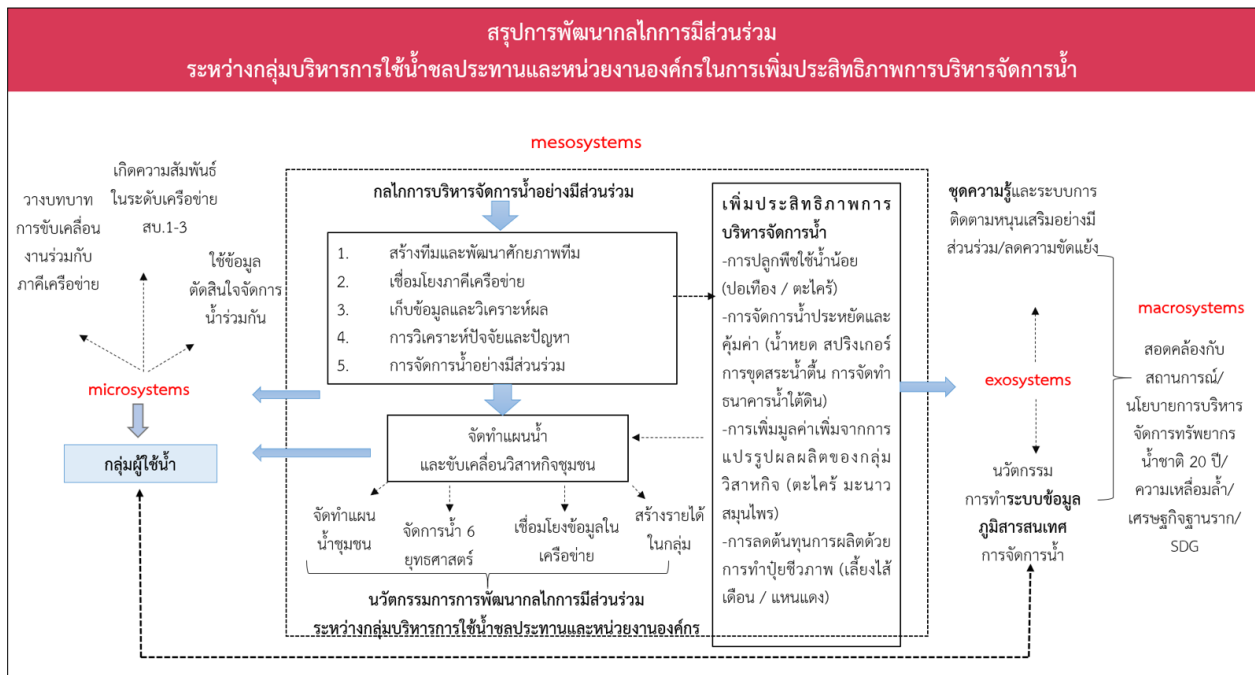 สรุปการพัฒนากลไกการมีส่วนร่วม
ระหว่างกลุ่มบริหารการใช้น้ำชลประทานและหน่วยงานองค์กรในการเพิ่มประสิทธิภาพการบริหารจัดการน้ำ
วางบทบาท
การขับเคลื่อน
งานร่วมกับ
ภาคีเครือข่าย
เกิดความสัมพันธ์
ในระดับเครือข่าย
สบ.1-3
ใช้ข้อมูล
ตัดสินใจจัดการ
น้ำร่วมกัน
microsystems
กลุ่มผู้ใช้น้ำ
mesosystems
กลไกการบริหารจัดการน้ำอย่างมีส่วนร่วม
1. สร้างทีมและพัฒนาศักยภาพทีม
2. เชื่อมโยงภาคีเครือข่าย
3. เก็บข้อมูลและวิเคราะห์ผล
4. การวิเคราะห์ปัจจัยและปัญหา
5. การจัดการน้ำอย่างมีส่วนร่วม
จัดทำแผนน้ำ
และขับเคลื่อนวิสาหกิจชุมชน
จัดทำแผน
น้ำชุมชน
จัดการน้ำ 6
ยุทธศาสตร์
เชื่อมโยงข้อมูลใน
เครือข่าย
สร้างรายได้
ในกลุ่ม
นวัตกรรมการการพัฒนากลไกการมีส่วนร่วม
ระหว่างกลุ่มบริหารการใช้น้ำชลประทานและหน่วยงานองค์กร
เพิ่มประสิทธิภาพการ
บริหารจัดการน้ำ
-การปลูกพืชใช้น้ำน้อย
(ปอเทือง / ตะไคร้)
-การจัดการน้ำประหยัดและ
คุ้มค่า (น้ำหยด สปริงเกอร์
การขุดสระน้ำตื้น การจัดทำ
ธนาคารน้ำใต้ดิน)
-การเพิ่มมูลค่าเพิ่มจากการ
แปรรูปผลผลิตของกลุ่ม
วิสาหกิจ (ตะไคร้ มะนาว
สมุนไพร)
-การลดต้นทุนการผลิตด้วย
การทำปุ๋ยชีวภาพ (เลี้ยงไส้
เดือน / แหนแดง)
ชุดความรู้และระบบการ
ติดตามหนุนเสริมอย่างมี
ส่วนร่วม/ลดความขัดแย้ง
exosystems
นวัตกรรม
การทำระบบข้อมูล
ภูมิสารสนเทศ
การจัดการน้ำ
macrosystems
สอดคล้องกับ
สถานการณ์/
นโยบายการบริหาร
จัดการทรัพยากร
น้ำชาติ 20 ปี/
ความเหลื่อมล้ำ/
เศรษฐกิจฐานราก/
SDG